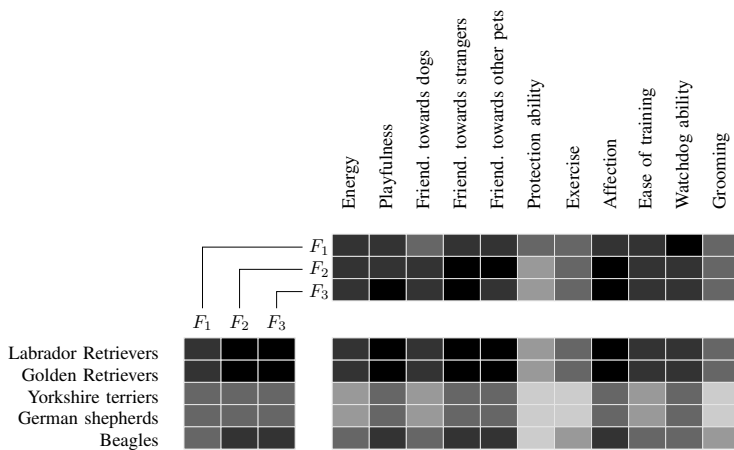 Energy
Playfulness
Friend. towards dogs
Friend. towards strangers
Friend. towards other pets
Protection ability
Exercise
Affection
Ease of training
Watchdog ability
Grooming
F1
F2
F3
F1 F2 F3
Labrador Retrievers
Golden Retrievers
Yorkshire terriers
German shepherds
Beagles